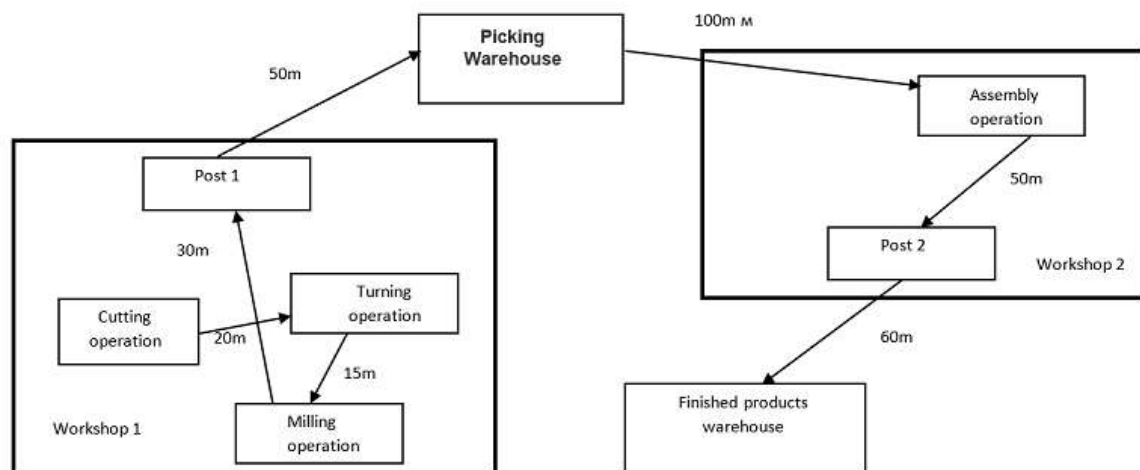 100m м
Picking
Warehouse
50m
Assembly
operation
Post 1
50m
30m
Post 2
Workshop 2
Turning
operation
Cutting
operation
20m
60m
15m
Finished products
warehouse
Milling
operation
Workshop 1